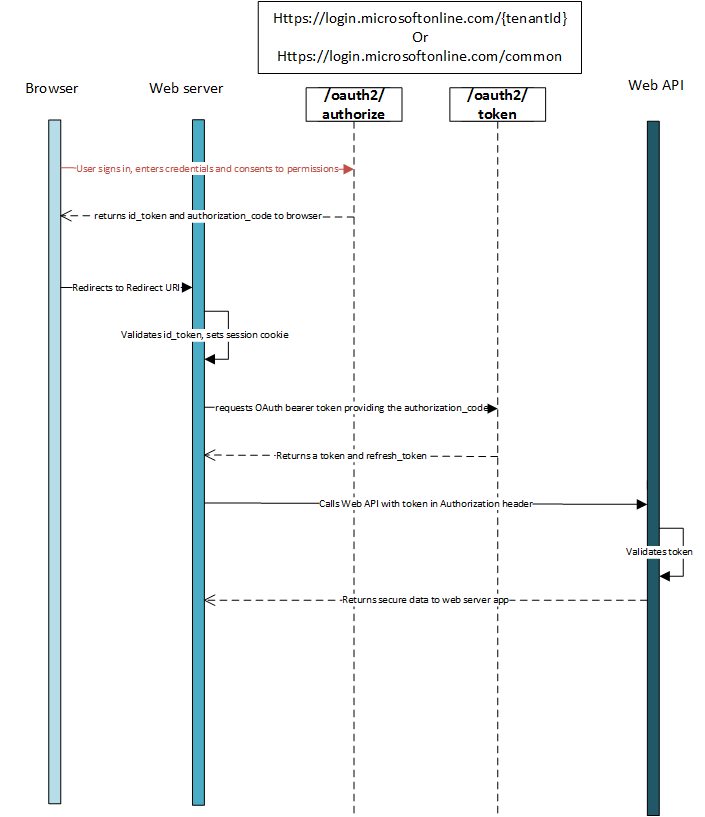 Https://login.microsoftonline.com/{tenantId}
Or
Https://login.microsoftonline.com/common
Browser
Web server
/oauth2/
authorize
/oauth2/
token
Web API
User signs in, enters credentials and consents to permissions
returns id_token and authorization_code to browser
Redirects to Redirect URI
Validates id_token, sets session cookie
requests OAuth bearer token providing the authorization_code
Returns a token and refresh_token
Calls Web API with token in Authorization header
Validates token
Returns secure data to web server app